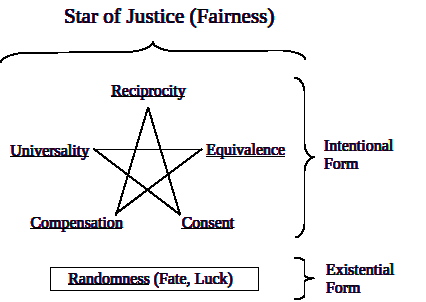 Star of Justice (Fairness)
Reciprocity
Universality
Equivalence
Intentional
Form
Compensation
Consent
Randomness (Fate, Luck)
Existential
Form